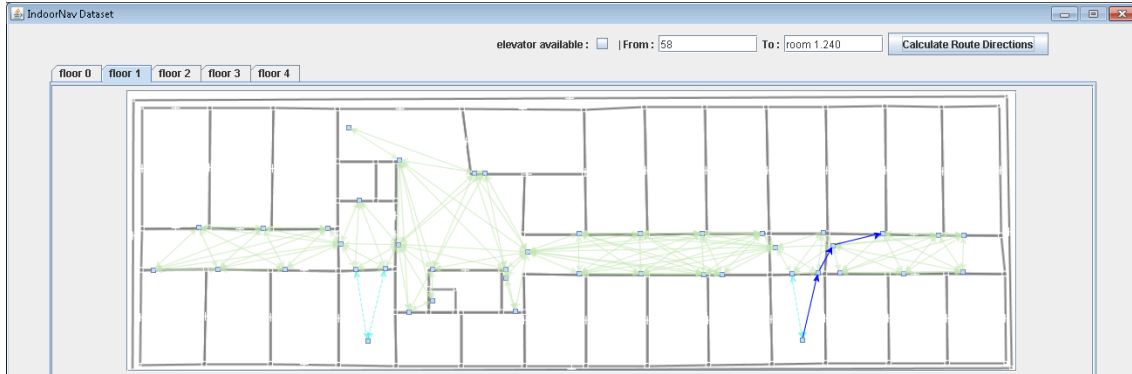 IndoorNav Dataset
elevator available : | From : 58 To : room 1.240 Calculate Route Directions
floor 0 floor 1 floor 2 floor 3 floor 4